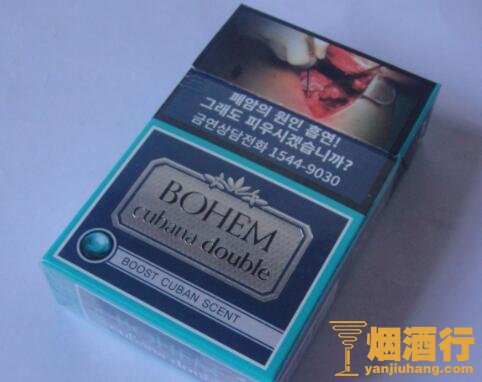 폐암의 원인 흡연!
그래도 피우시겠습니까?
금연상담전화 1544-9030
BOHEM
cubana double
BOOST CUBAN SCENT
烟酒行
yanjiuhang.com